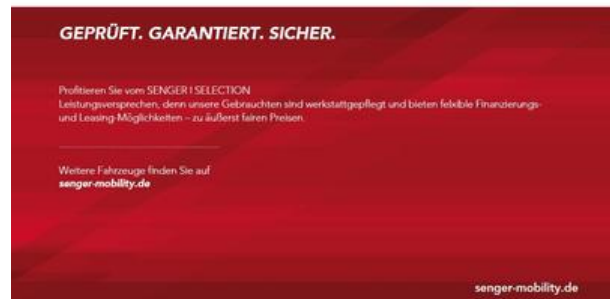 GEPRÜFT. GARANTIERT. SICHER.
Profitieren Sie vom SENGER I SELECTION
Leistungsversprechen, denn unsere Gebrauchten sind werkstattgepflegt und bieten felxible Finanzierungs-
und Leasing-Möglichkeiten – zu äußerst fairen Preisen.
Weitere Fahrzeuge finden Sie auf
senger-mobility.de
senger-mobility.de